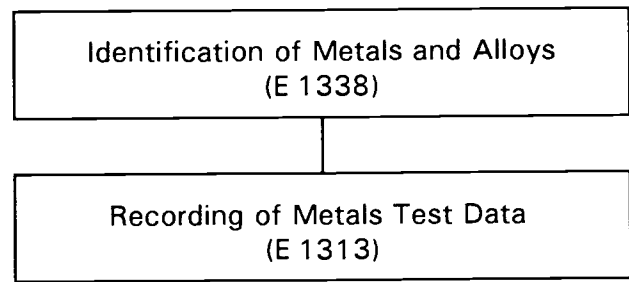 Identification of Metals and Alloys
(E 1338)
Recording of Metals Test Data
(E 1313)